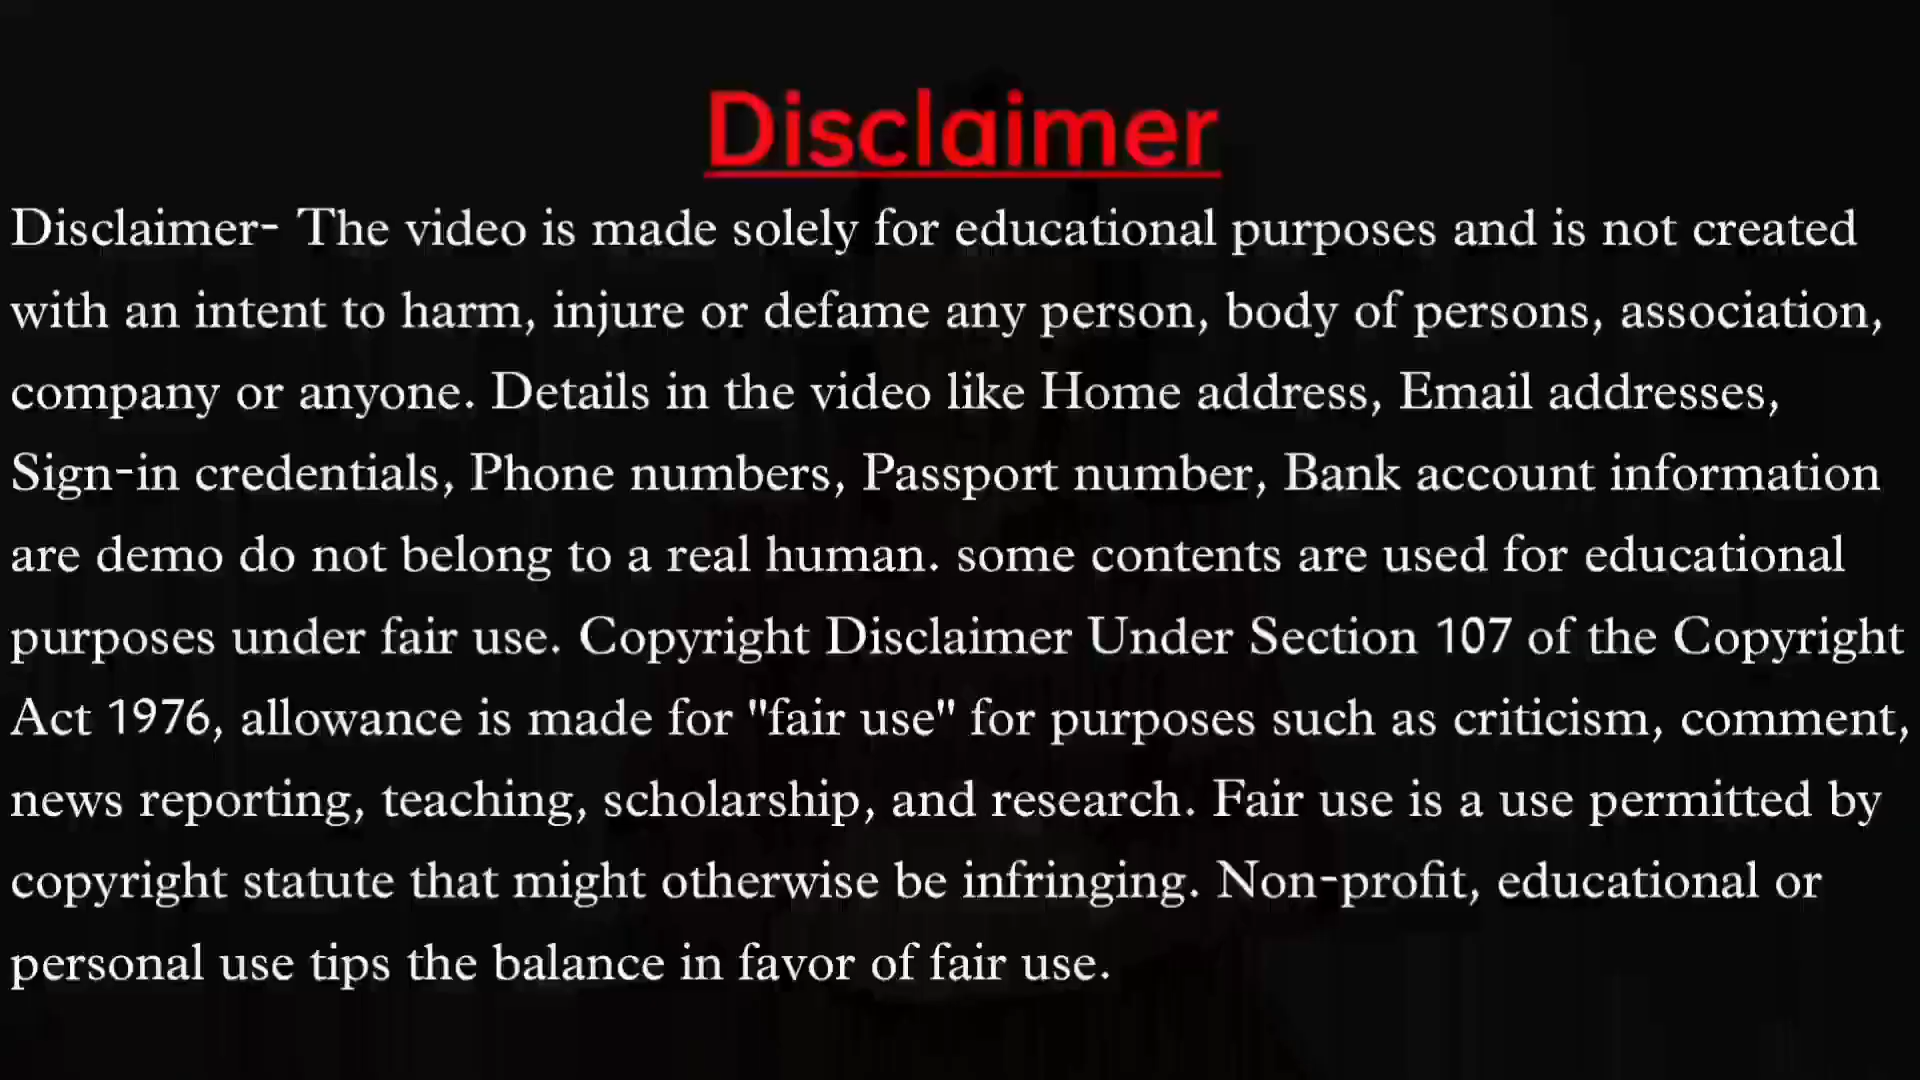 Disclaimer
Disclaimer- The video is made solely for educational purposes and is not created
with an intent to harm, injure or defame any person, body of persons, association,
company or anyone. Details in the video like Home address, Email addresses,
Sign-in credentials, Phone numbers, Passport number, Bank account information
are demo do not belong to a real human. some contents are used for educational
purposes under fair use. Copyright Disclaimer Under Section 107 of the Copyright
Act 1976, allowance is made for "fair use" for purposes such as criticism, comment,
news reporting, teaching, scholarship, and research. Fair use is a use permitted by
copyright statute that might otherwise be infringing. Non-profit, educational or
personal use tips the balance in favor of fair use.